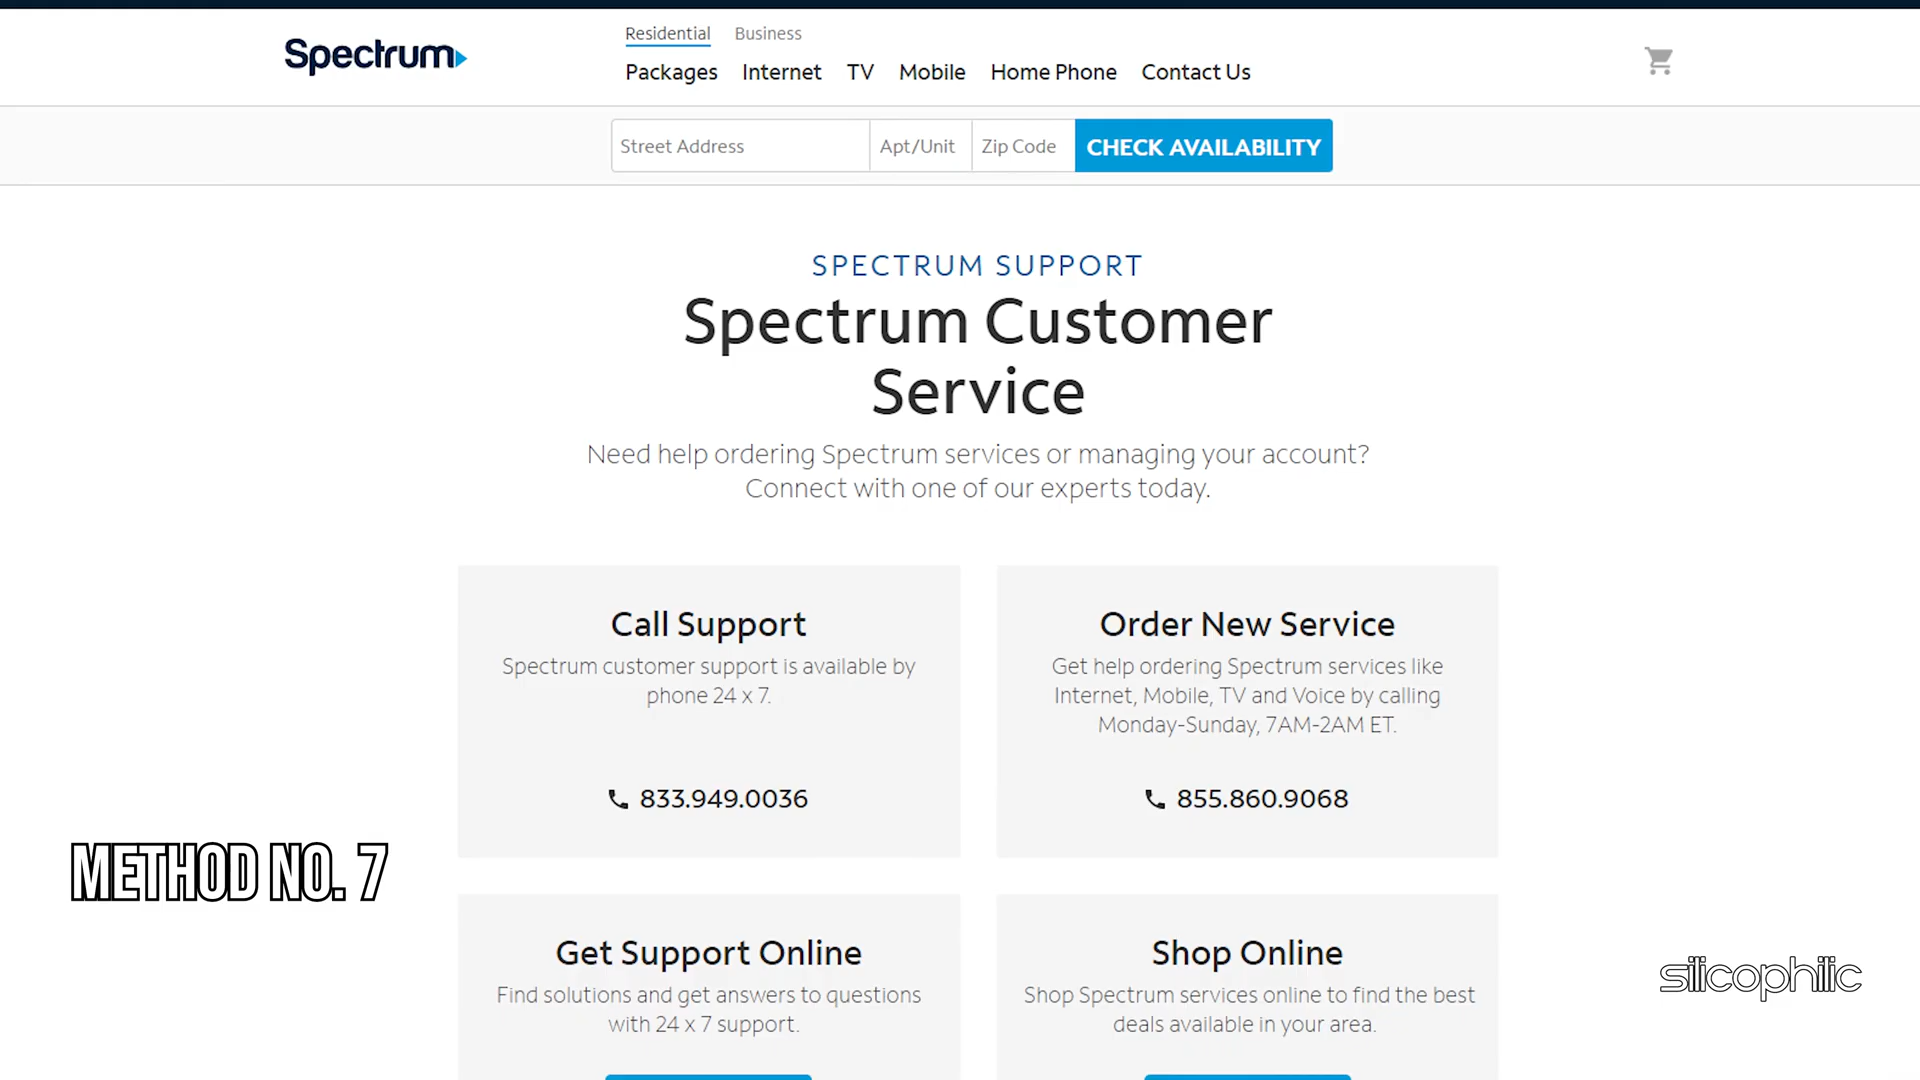 Spectrum
Residential Business
Packages Internet TV Mobile Home Phone Contact Us
Street Address Apt/Unit Zip Code CHECK AVAILABILITY
SPECTRUM SUPPORT
Spectrum Customer
Service
Need help ordering Spectrum services or managing your account?
Connect with one of our experts today.
Call Support
Spectrum customer support is available by
phone 24 x 7.
833.949.0036
Order New Service
Get help ordering Spectrum services like
Internet, Mobile, TV and Voice by calling
Monday-Sunday, 7AM-2AM ET.
855.860.9068
METHOD NO. 7
Get Support Online
Find solutions and get answers to questions
with 24 x 7 support.
Shop Online
Shop Spectrum services online to find the best
deals available in your area.
silicophilic